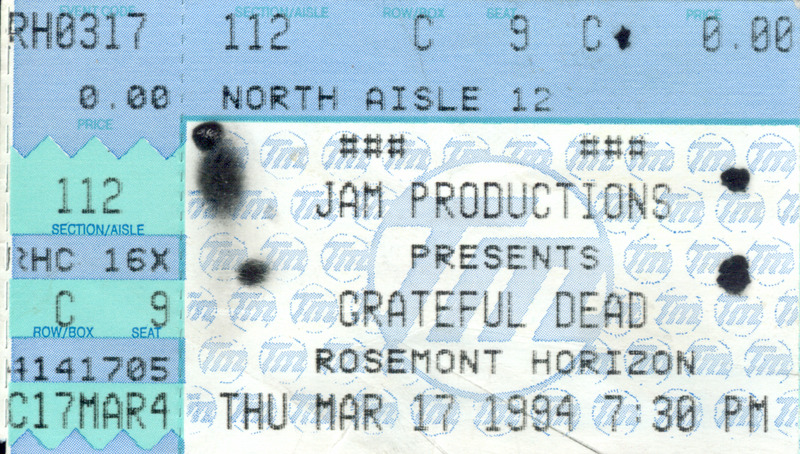 EVENT CODE SECTION/AISLE ROW/BOX SEAT PRICE
RH0317 112 C 9 C 0.00
0.00 NORTH AISLE 12
PRICE
### ###
112 JAM PRODUCTIONS
SECTION/AISLE
RHC 16X PRESENTS
C 9 GRATEFUL DEAD
ROW/BOX SEAT
A141705 ROSEMONT HORIZON
C17MAR4 THU MAR 17 1994 7:30 PM